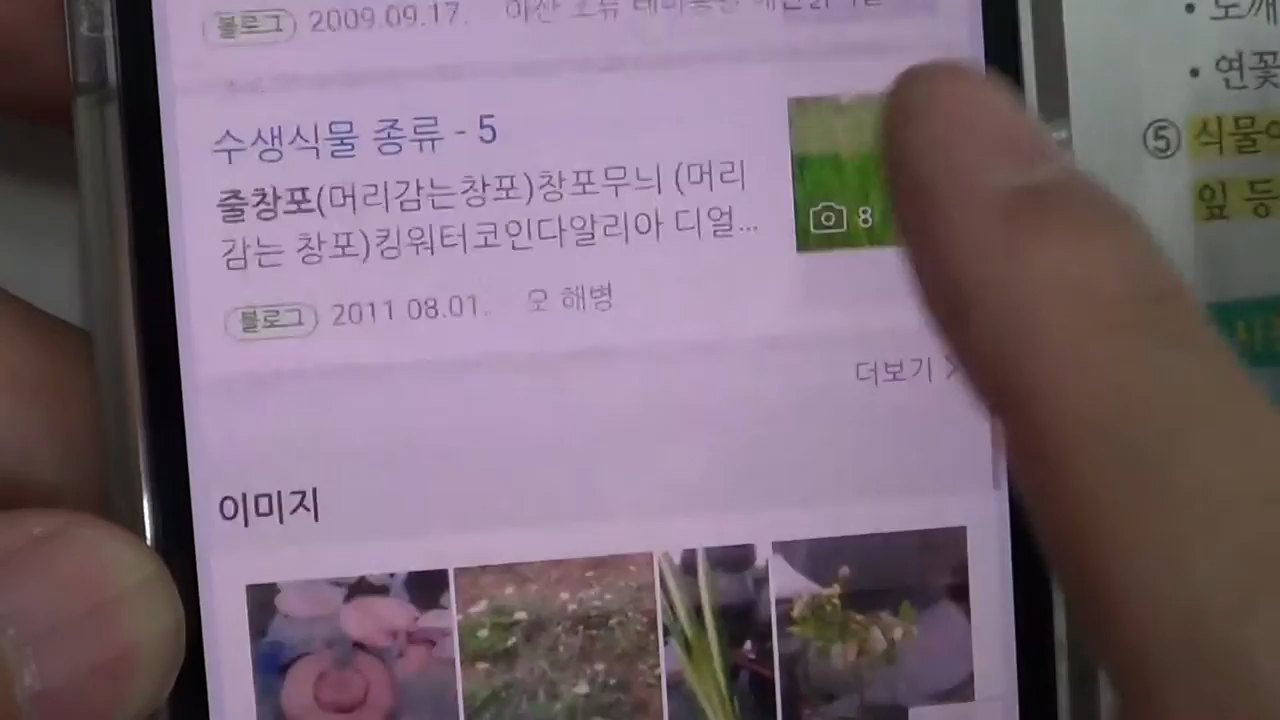 블로그 2009.09.17.
수생식물 종류 - 5
줄창포(머리감는창포)창포무늬 (머리
감는 창포)킹워터코인다알리아 디얼...
8
블로그 2011.08.01. 오 해병
더보기
이미지
연꽃
⑤ 식물
잎 등